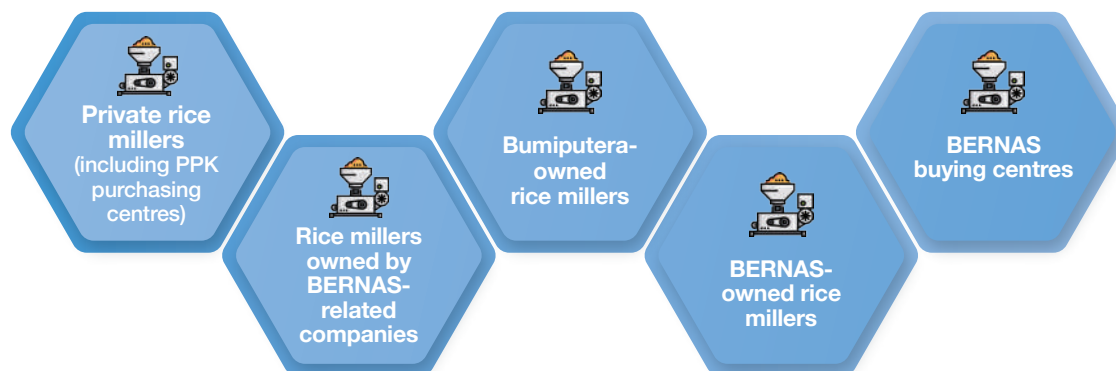 Private rice
millers
(including PPK
purchasing
centres)
Rice millers
owned by
BERNAS-
related
companies
Bumiputera-
owned
rice millers
BERNAS-
owned rice
millers
BERNAS
buying centres